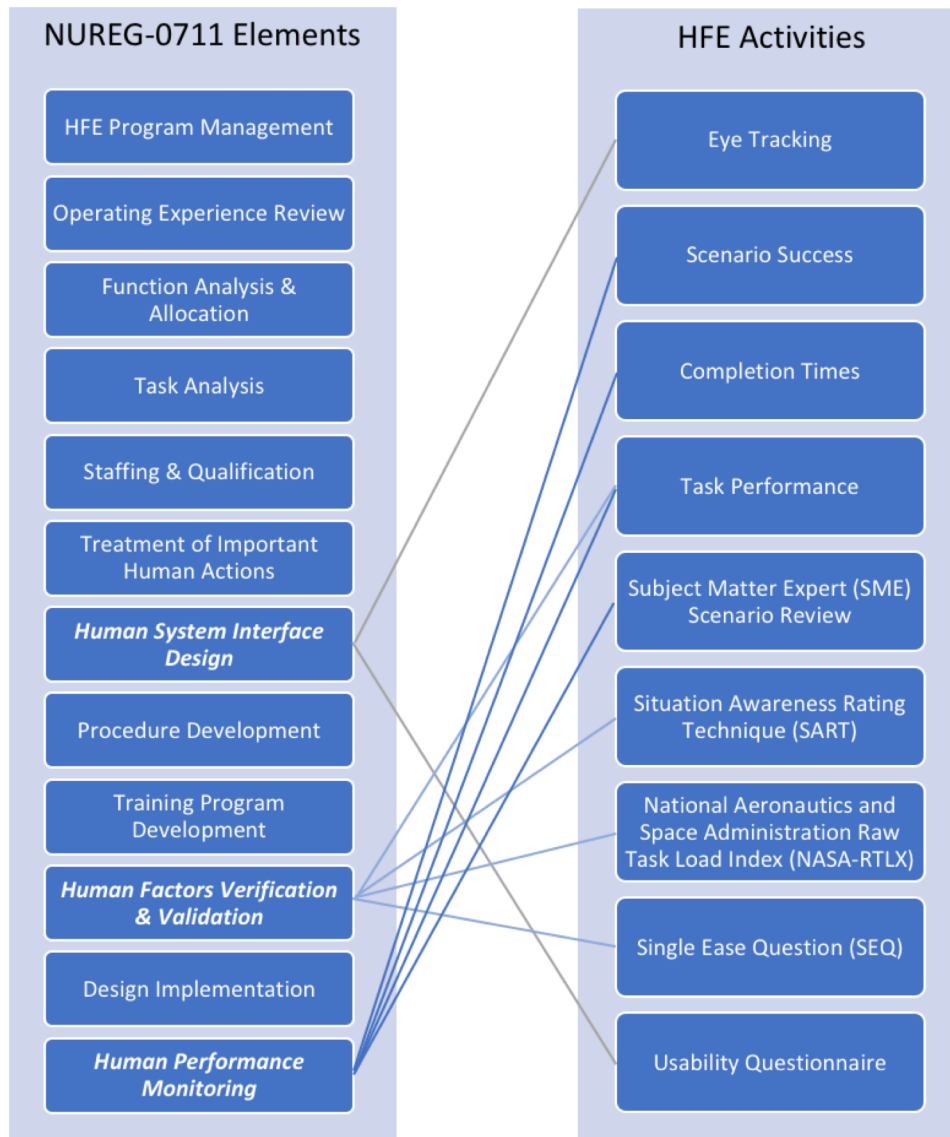 NUREG-0711 Elements
HFE Program Management
Operating Experience Review
Function Analysis &
Allocation
Task Analysis
Staffing & Qualification
Treatment of Important
Human Actions
Human System Interface
Design
Procedure Development
Training Program
Development
Human Factors Verification
& Validation
Design Implementation
Human Performance
Monitoring
HFE Activities
Eye Tracking
Scenario Success
Completion Times
Task Performance
Subject Matter Expert (SME)
Scenario Review
Situation Awareness Rating
Technique (SART)
National Aeronautics and
Space Administration Raw
Task Load Index (NASA-RTLX)
Single Ease Question (SEQ)
Usability Questionnaire